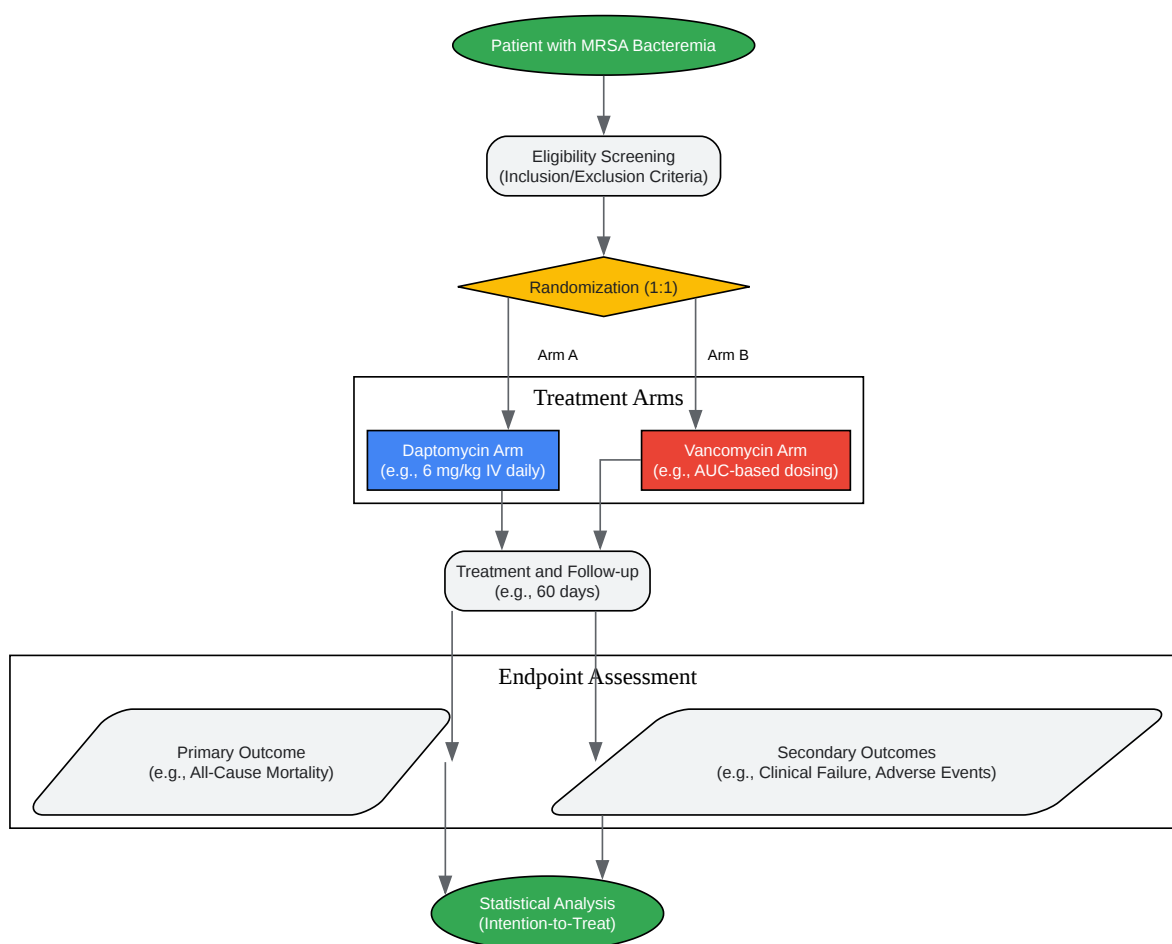 Patient with MRSA Bacteremia
Eligibility Screening
(Inclusion/Exclusion Criteria)
Randomization (1:1)
Arm A
Arm B
Treatment Arms
Daptomycin Arm
(e.g., 6 mg/kg IV daily)
Vancomycin Arm
(e.g., AUC-based dosing)
Treatment and Follow-up
(e.g., 60 days)
Endpoint Assessment
Primary Outcome
(e.g., All-Cause Mortality)
Secondary Outcomes
(e.g., Clinical Failure, Adverse Events)
Statistical Analysis
(Intention-to-Treat)